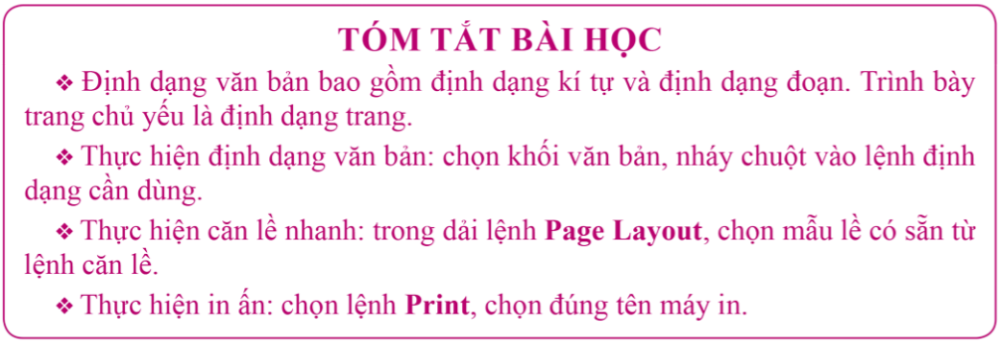 TÓM TẮT BÀI HỌC
❖ Định dạng văn bản bao gồm định dạng kí tự và định dạng đoạn. Trình bày
trang chủ yếu là định dạng trang.
❖ Thực hiện định dạng văn bản: chọn khối văn bản, nháy chuột vào lệnh định
dạng cần dùng.
❖ Thực hiện căn lề nhanh: trong dải lệnh Page Layout, chọn mẫu lề có sẵn từ
lệnh căn lề.
❖ Thực hiện in ấn: chọn lệnh Print, chọn đúng tên máy in.